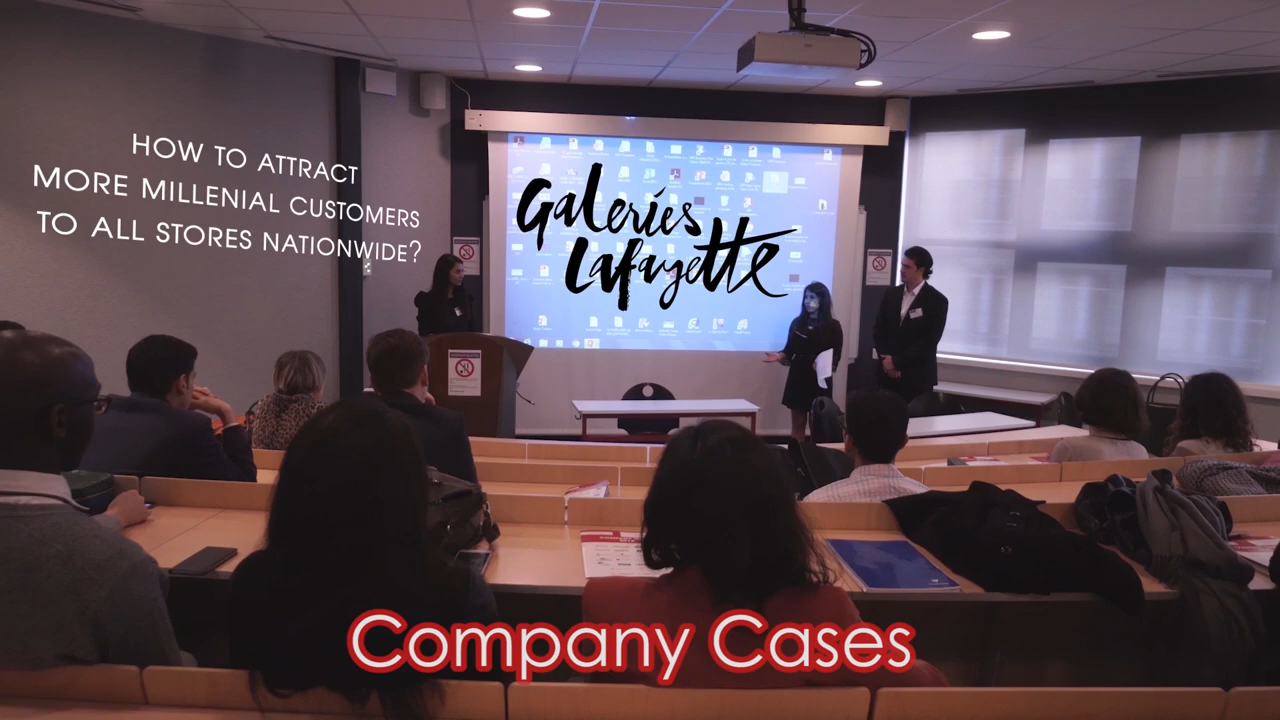 HOW TO ATTRACT
MORE MILLENIAL CUSTOMERS
TO ALL STORES NATIONWIDE?
Galeries
Lafayette
Company Cases